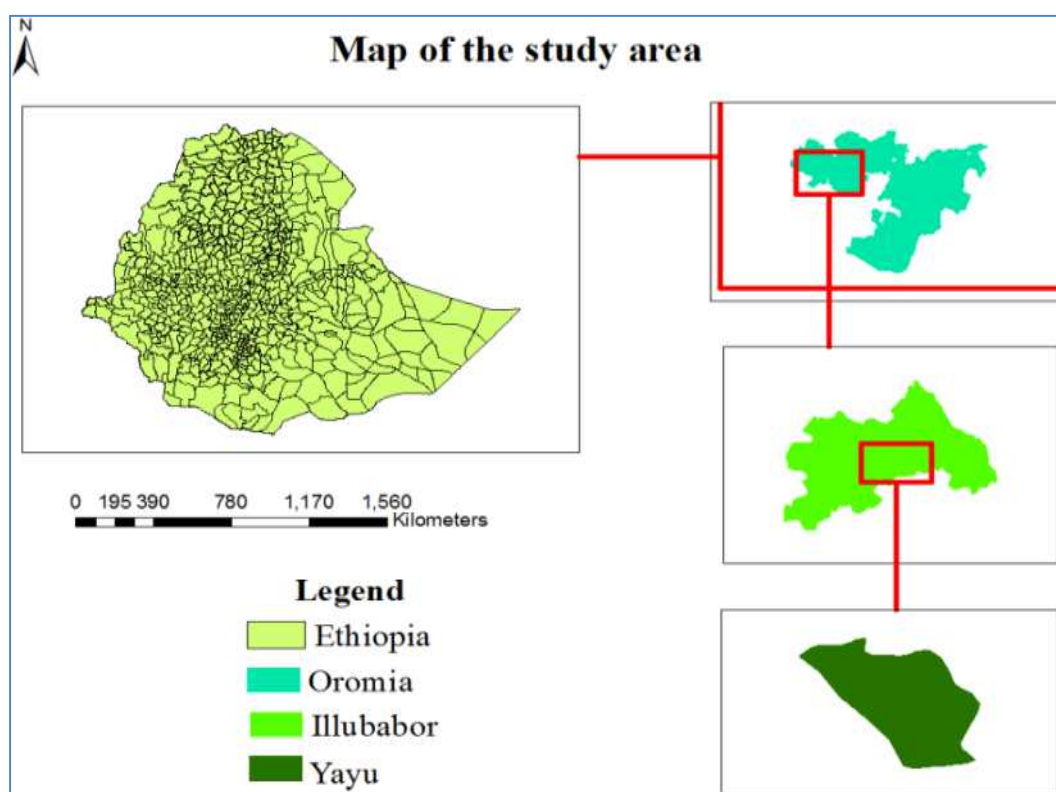 N
Map of the study area
0 195 390 780 1,170 1,560
Kilometers
Legend
Ethiopia
Oromia
Illubabor
Yayu